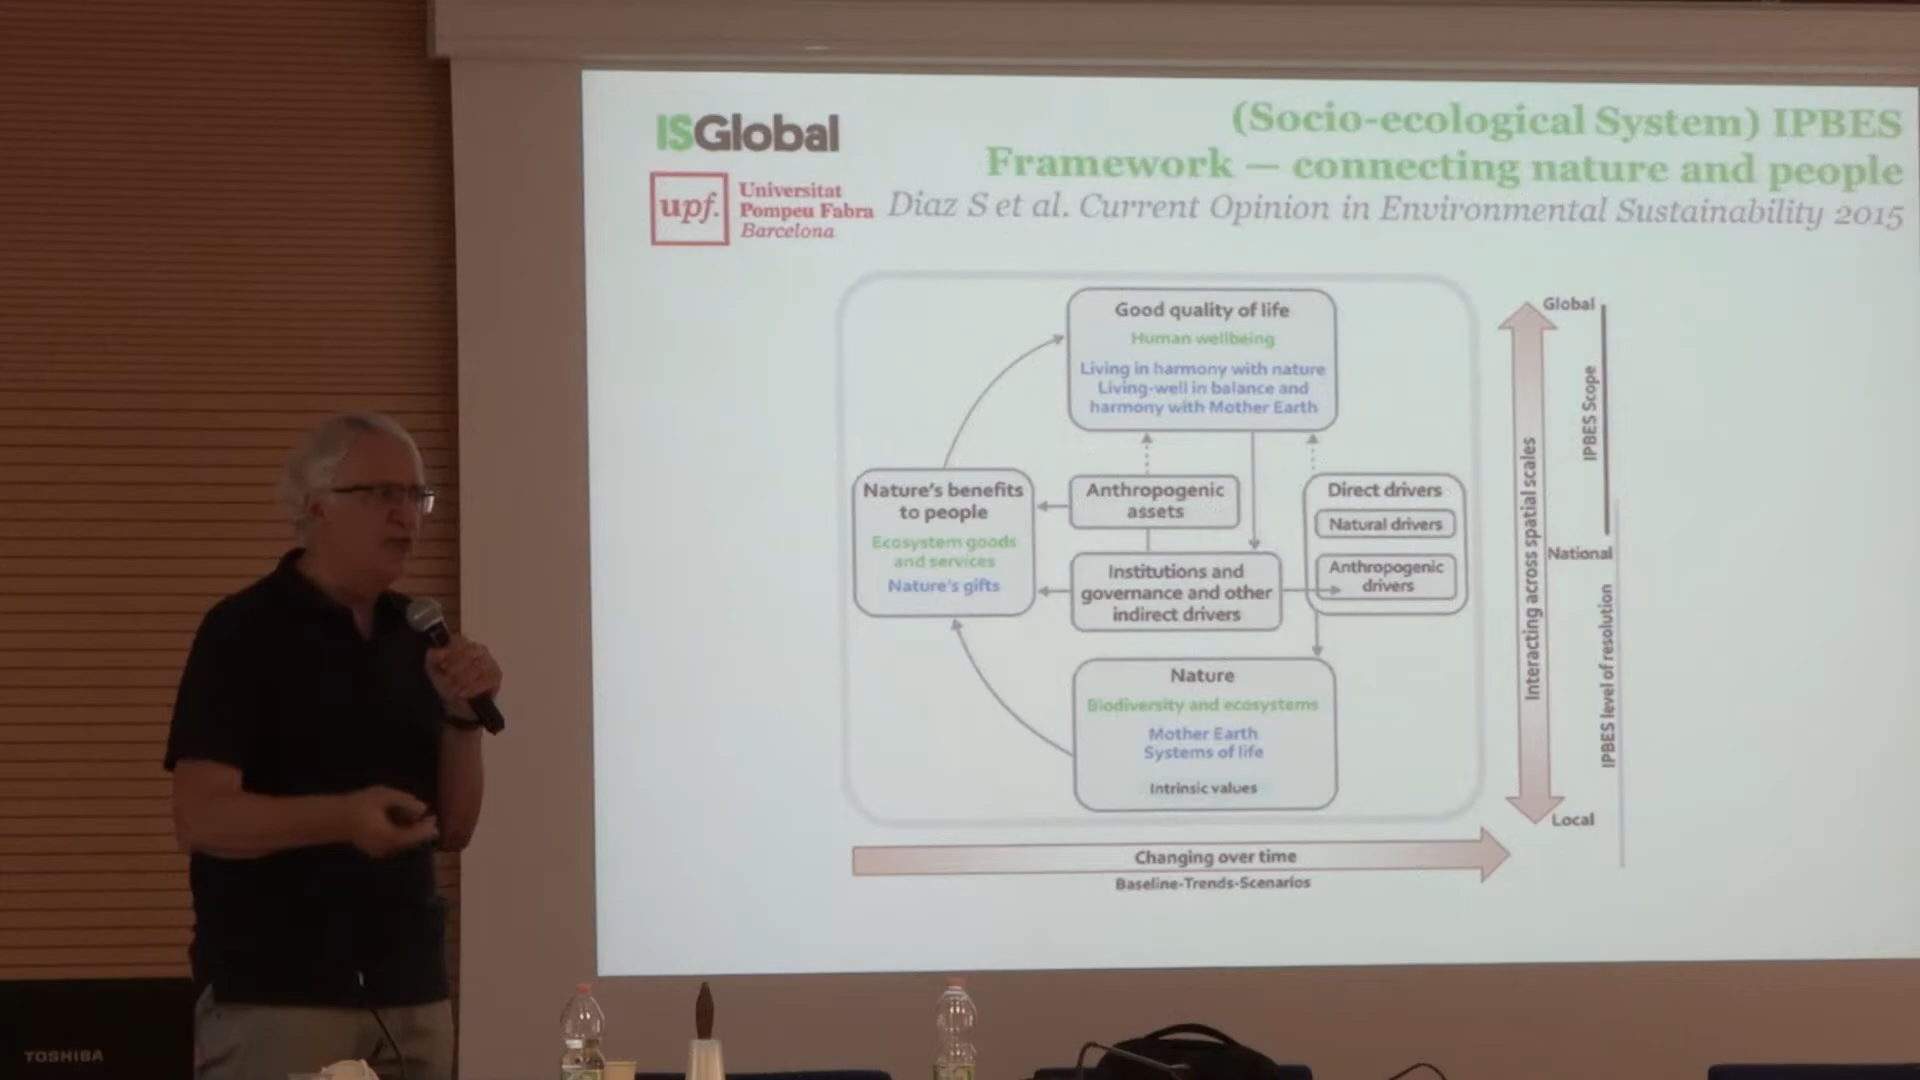 ISGlobal
upf.
Universitat
Pompeu Fabra
Barcelona
(Socio-ecological System) IPBES
Framework — connecting nature and people
Diaz S et al. Current Opinion in Environmental Sustainability 2015
Good quality of life
Human wellbeing
Living in harmony with nature
Living-well in balance and
harmony with Mother Earth
Nature's benefits
to people
Ecosystem goods
and services
Nature's gifts
Anthropogenic
assets
Institutions and
governance and other
indirect drivers
Direct drivers
Natural drivers
Anthropogenic
drivers
Nature
Biodiversity and ecosystems
Mother Earth
Systems of life
Intrinsic values
Changing over time
Baseline-Trends-Scenarios
Interacting across spatial scales
Global
IPBES Scope
National
IPBES level of resolution
Local
TOSHIBA